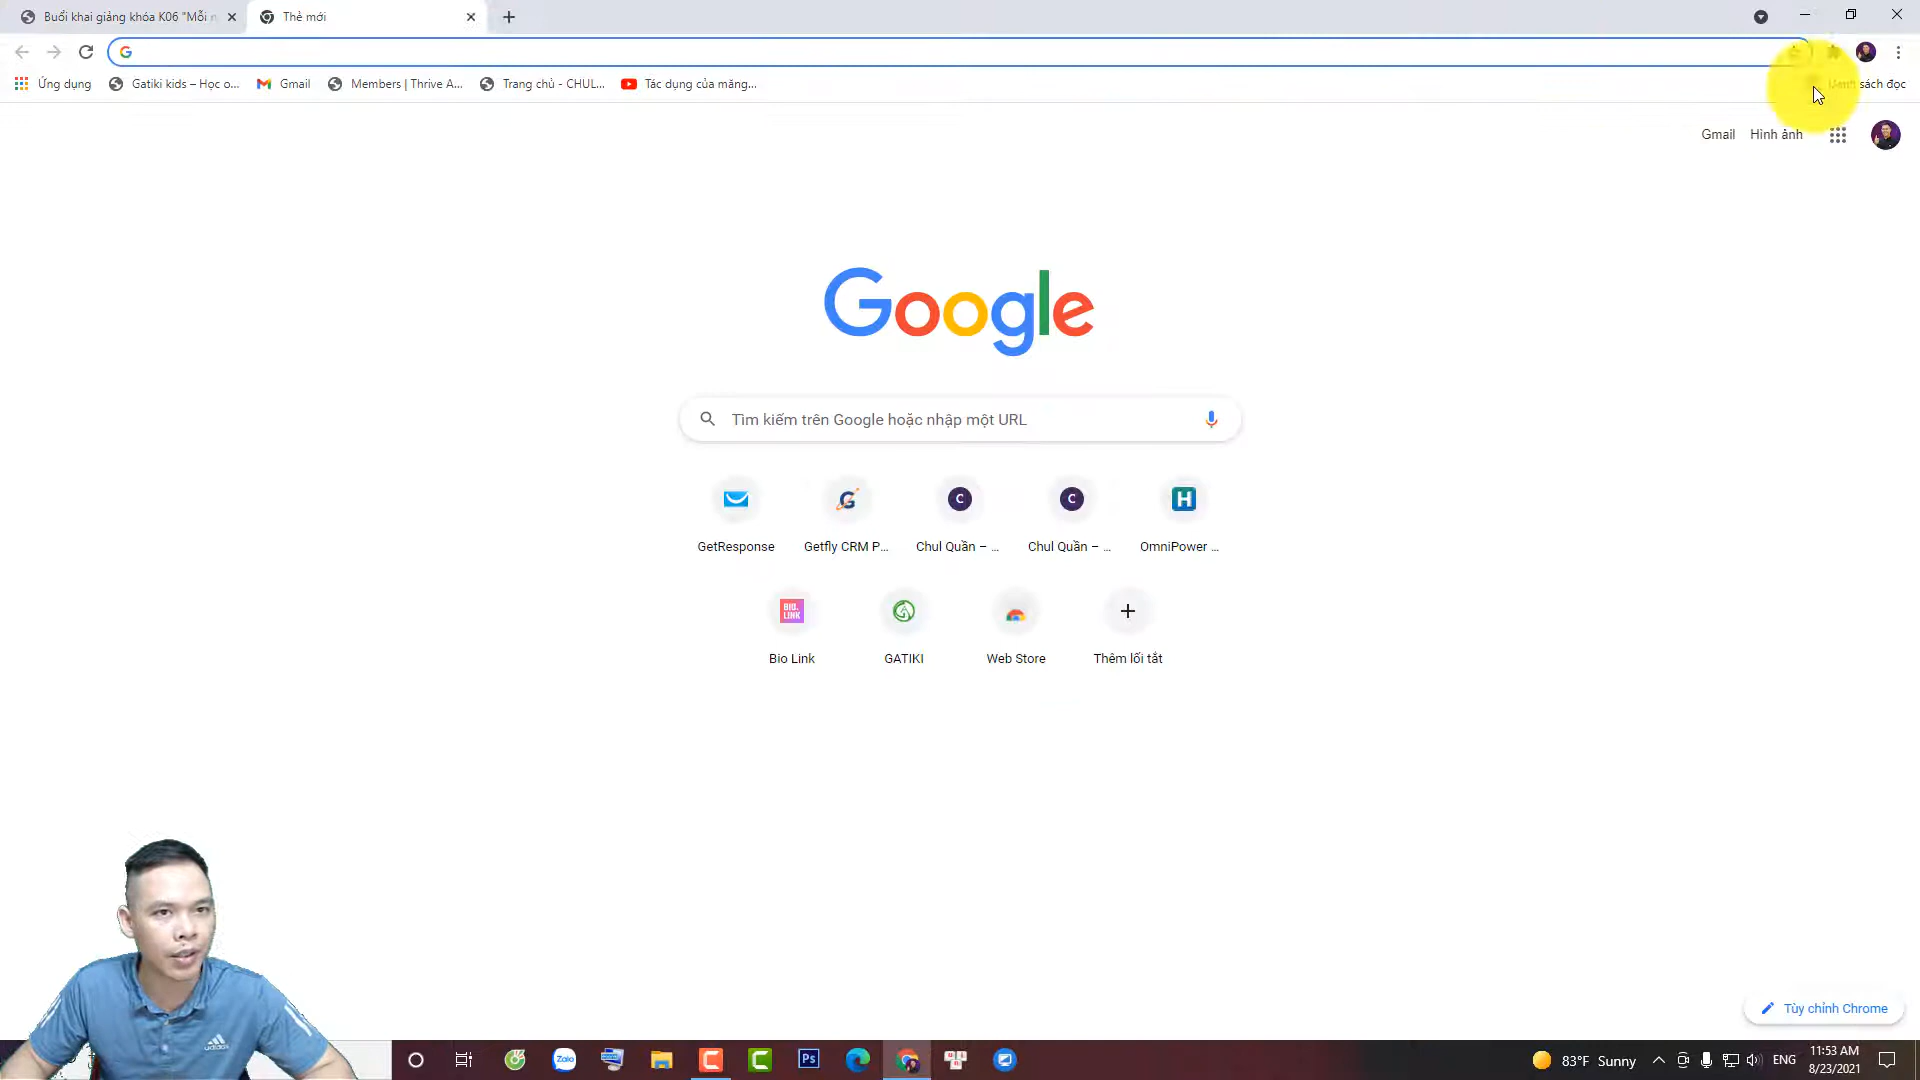 Buổi khai giảng khóa K06 "Mỗi n
Thẻ mới
Ứng dụng
Gatiki kids – Học o...
Gmail
Members | Thrive A...
Trang chủ - CHUL...
Tác dụng của măng...
sách đọc
Gmail
Hình ảnh
Google
Tìm kiếm trên Google hoặc nhập một URL
GetResponse
Getfly CRM P...
Chul Quần – ...
Chul Quần – ...
OmniPower ...
Bio Link
GATIKI
Web Store
Thêm lối tắt
Tùy chỉnh Chrome
adidas
Zalo
Ps
83°F Sunny
ENG
11:53 AM
8/23/2021